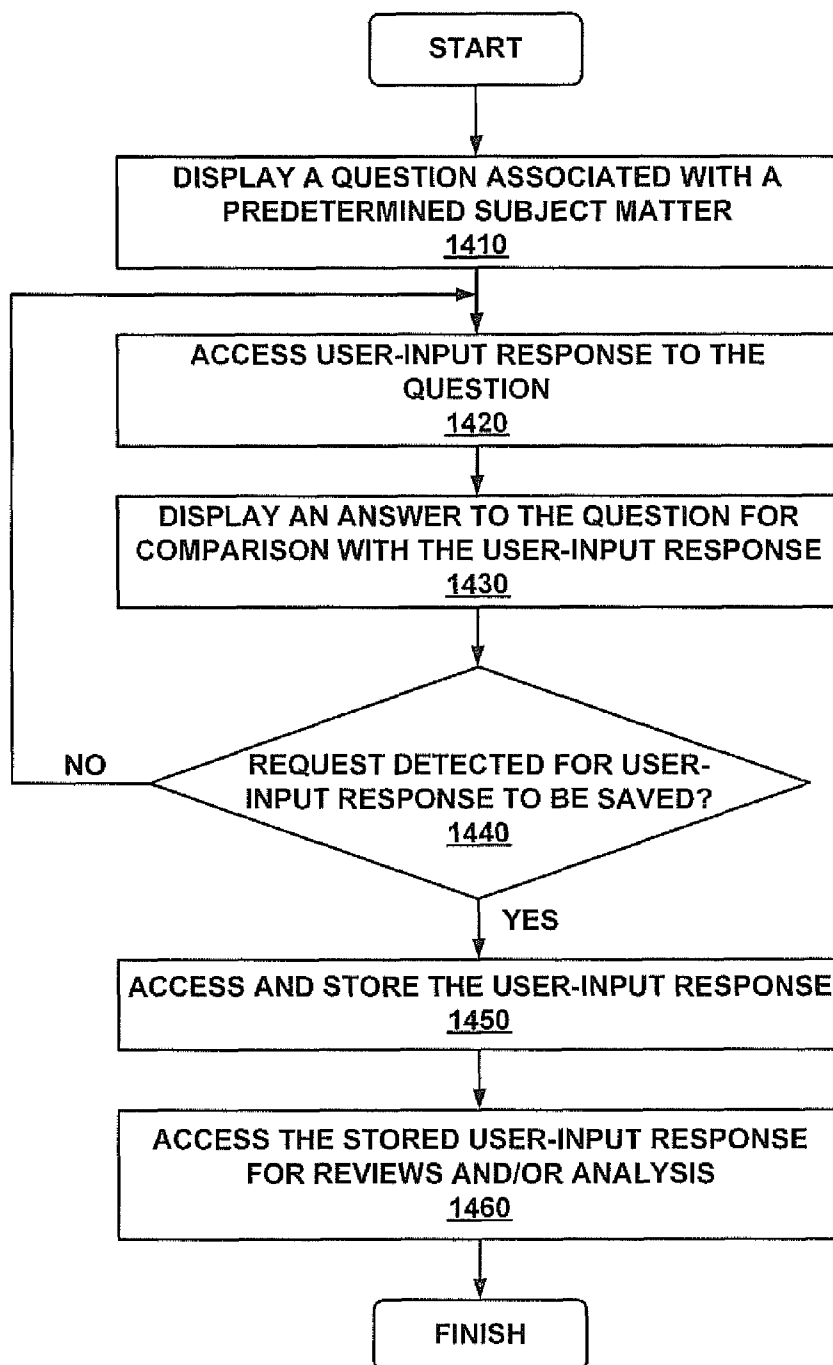 START
DISPLAY A QUESTION ASSOCIATED WITH A
PREDETERMINED SUBJECT MATTER
1410
ACCESS USER-INPUT RESPONSE TO THE
QUESTION
1420
DISPLAY AN ANSWER TO THE QUESTION FOR
COMPARISON WITH THE USER-INPUT RESPONSE
1430
NO
REQUEST DETECTED FOR USER-
INPUT RESPONSE TO BE SAVED?
1440
YES
ACCESS AND STORE THE USER-INPUT RESPONSE
1450
ACCESS THE STORED USER-INPUT RESPONSE
FOR REVIEWS AND/OR ANALYSIS
1460
FINISH